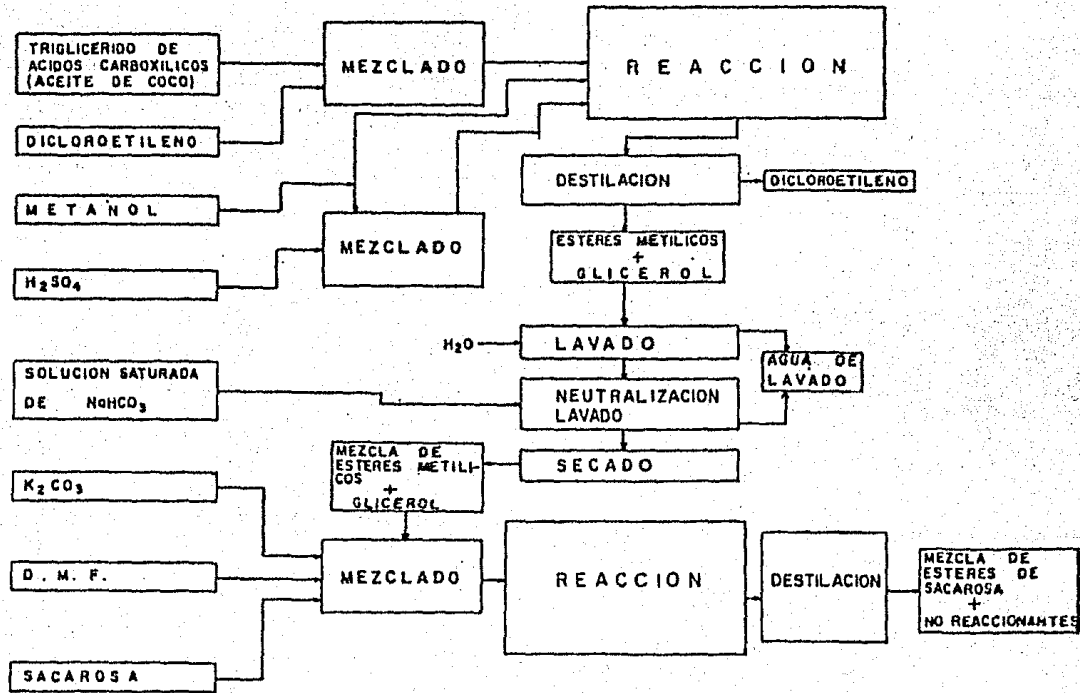 TRIGLICERIDO DE
ACIDOS CARBOXILICOS
(ACEITE DE COCO)
MEZCLADO
REACCION
DICLOROETILENO
DESTILACION
DICLOROETILENO
METANOL
MEZCLADO
ESTERES METILICOS
+
GLICEROL
H₂SO₄
H₂O
LAVADO
AGUA DE
LAVADO
SOLUCION SATURADA
DE NaHCO₃
NEUTRALIZACION
LAVADO
MEZCLA DE
ESTERES METILI-
COS
+
GLICEROL
SECADO
K₂CO₃
D. M. F.
MEZCLADO
REACCION
DESTILACION
MEZCLA DE
ESTERES DE
SACAROSA
+
NO REACCIONANTES
SACAROSA